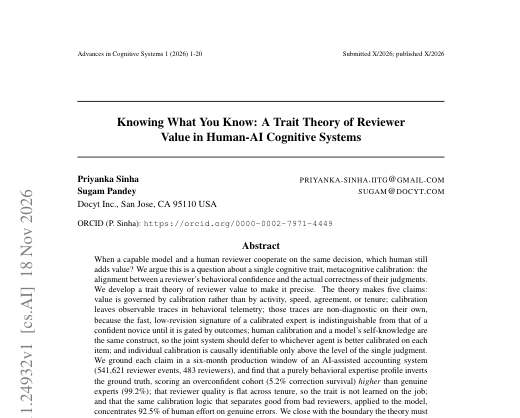 Advances in Cognitive Systems 1 (2026) 1-20
Submitted X/2026; published X/2026
Knowing What You Know: A Trait Theory of Reviewer
Value in Human-AI Cognitive Systems
Priyanka Sinha
PRIYANKA.SINHA.IITG@GMAIL.COM
Sugam Pandey
SUGAM@DOCYT.COM
Docyt Inc., San Jose, CA 95110 USA
ORCID (P. Sinha): https://orcid.org/0000-0002-7971-4449
Abstract
When a capable model and a human reviewer cooperate on the same decision, which human still
adds value? We argue this is a question about a single cognitive trait, metacognitive calibration: the
alignment between a reviewer's behavioral confidence and the actual correctness of their judgments.
We develop a trait theory of reviewer value to make it precise. The theory makes five claims:
value is governed by calibration rather than by activity, speed, agreement, or tenure; calibration
leaves observable traces in behavioral telemetry; those traces are non-diagnostic on their own,
because the fast, low-revision signature of a calibrated expert is indistinguishable from that of a
confident novice until it is gated by outcomes; human calibration and a model's self-knowledge are
the same construct, so the joint system should defer to whichever agent is better calibrated on each
item; and individual calibration is causally identifiable only above the level of the single judgment.
We ground each claim in a six-month production window of an AI-assisted accounting system
(541,621 reviewer events, 483 reviewers), and find that a purely behavioral expertise profile inverts
the ground truth, scoring an overconfident cohort (5.2% correction survival) higher than genuine
experts (99.2%); that reviewer quality is flat across tenure, so the trait is not learned on the job;
and that the same calibration logic that separates good from bad reviewers, applied to the model,
concentrates 92.5% of human effort on genuine errors. We close with the boundary the theory must
1.24932v1 [cs.AI] 18 Nov 2026